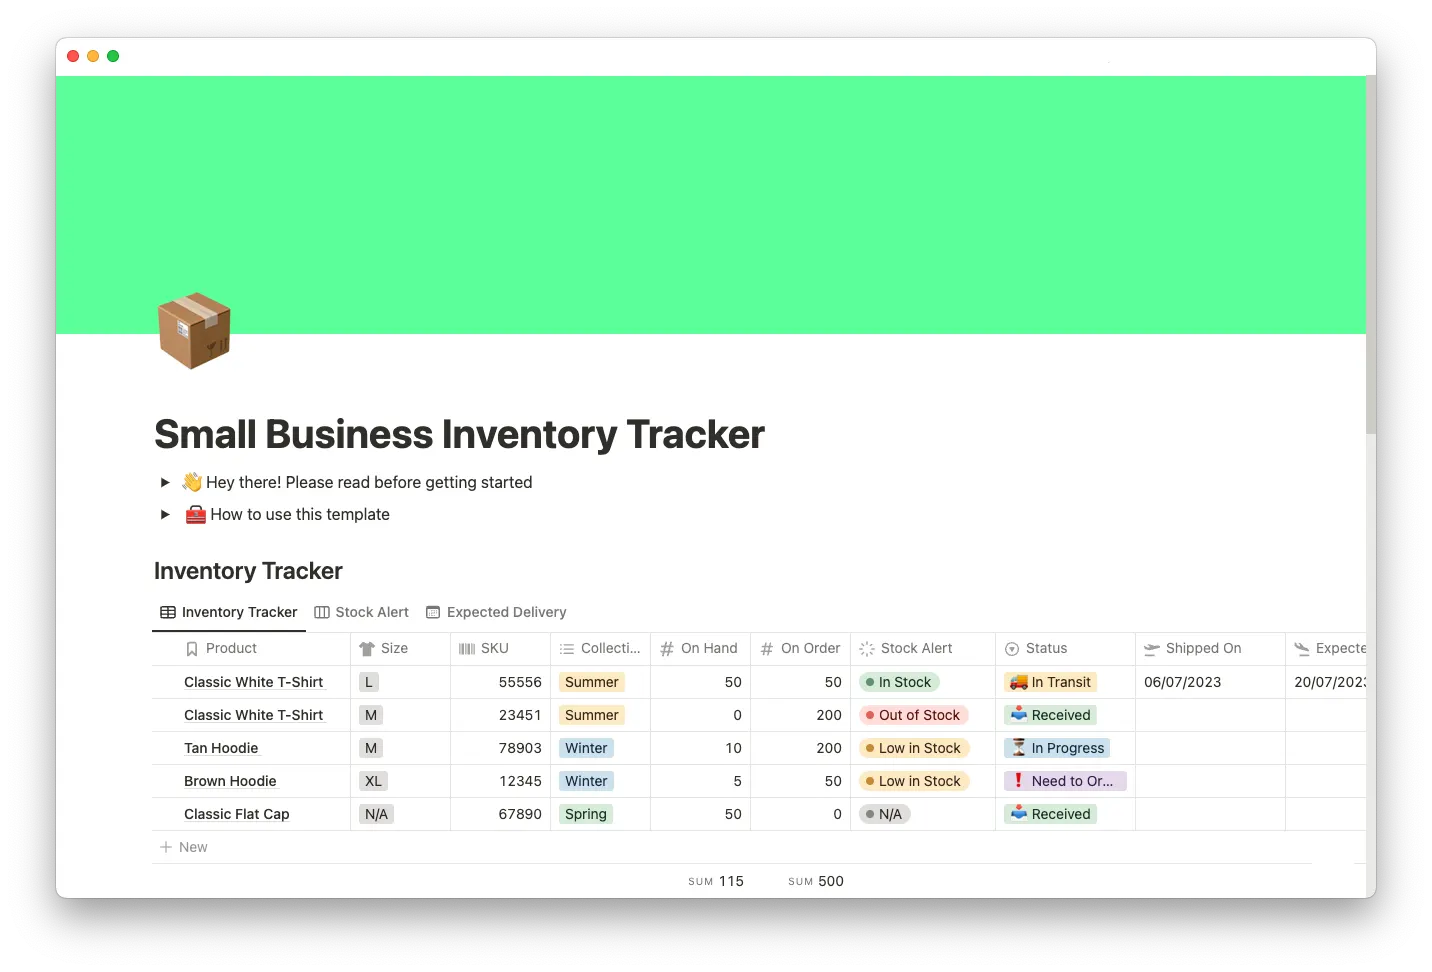 Small Business Inventory Tracker
Hey there! Please read before getting started
How to use this template
Inventory Tracker
Inventory Tracker Stock Alert Expected Delivery
Product Size SKU Collecti... On Hand On Order Stock Alert Status Shipped On Expecte
Classic White T-Shirt L 55556 Summer 50 50 In Stock In Transit 06/07/2023 20/07/2023
Classic White T-Shirt M 23451 Summer 0 200 Out of Stock Received
Tan Hoodie M 78903 Winter 10 200 Low in Stock In Progress
Brown Hoodie XL 12345 Winter 5 50 Low in Stock Need to Or...
Classic Flat Cap N/A 67890 Spring 50 0 N/A Received
+ New
SUM 115 SUM 500